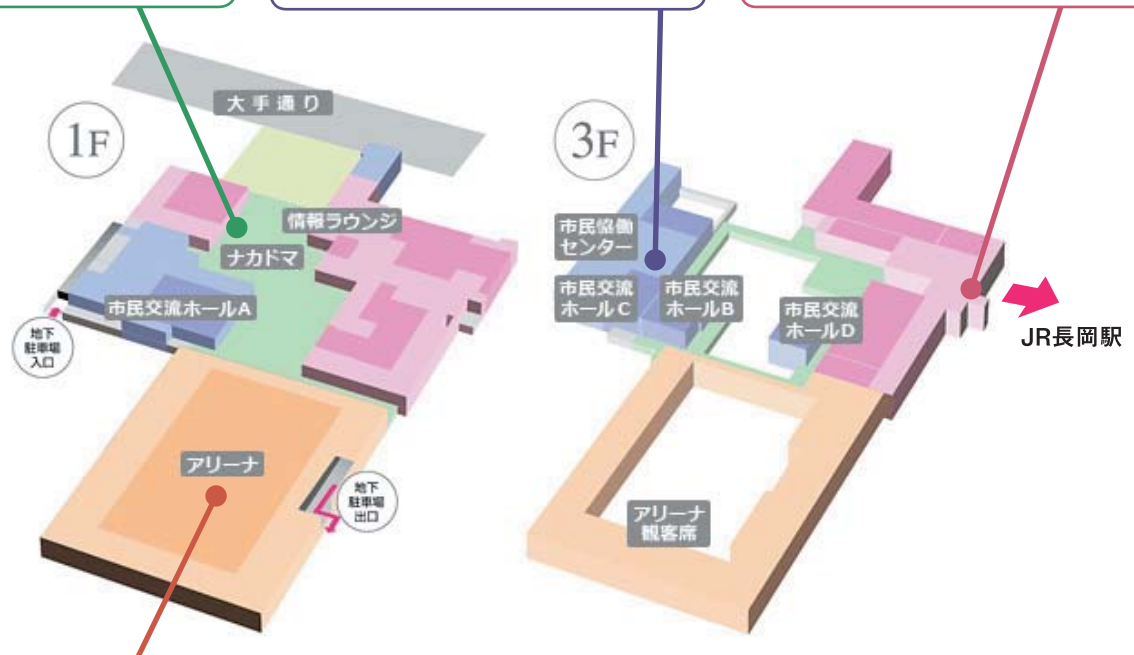 大手通り
1F
情報ラウンジ
ナカドマ
市民交流ホールA
地下
駐車場
入口
アリーナ
地下
駐車場
出口
3F
市民協働
センター
市民交流
ホールC
市民交流
ホールB
市民交流
ホールD
JR長岡駅
アリーナ
観客席